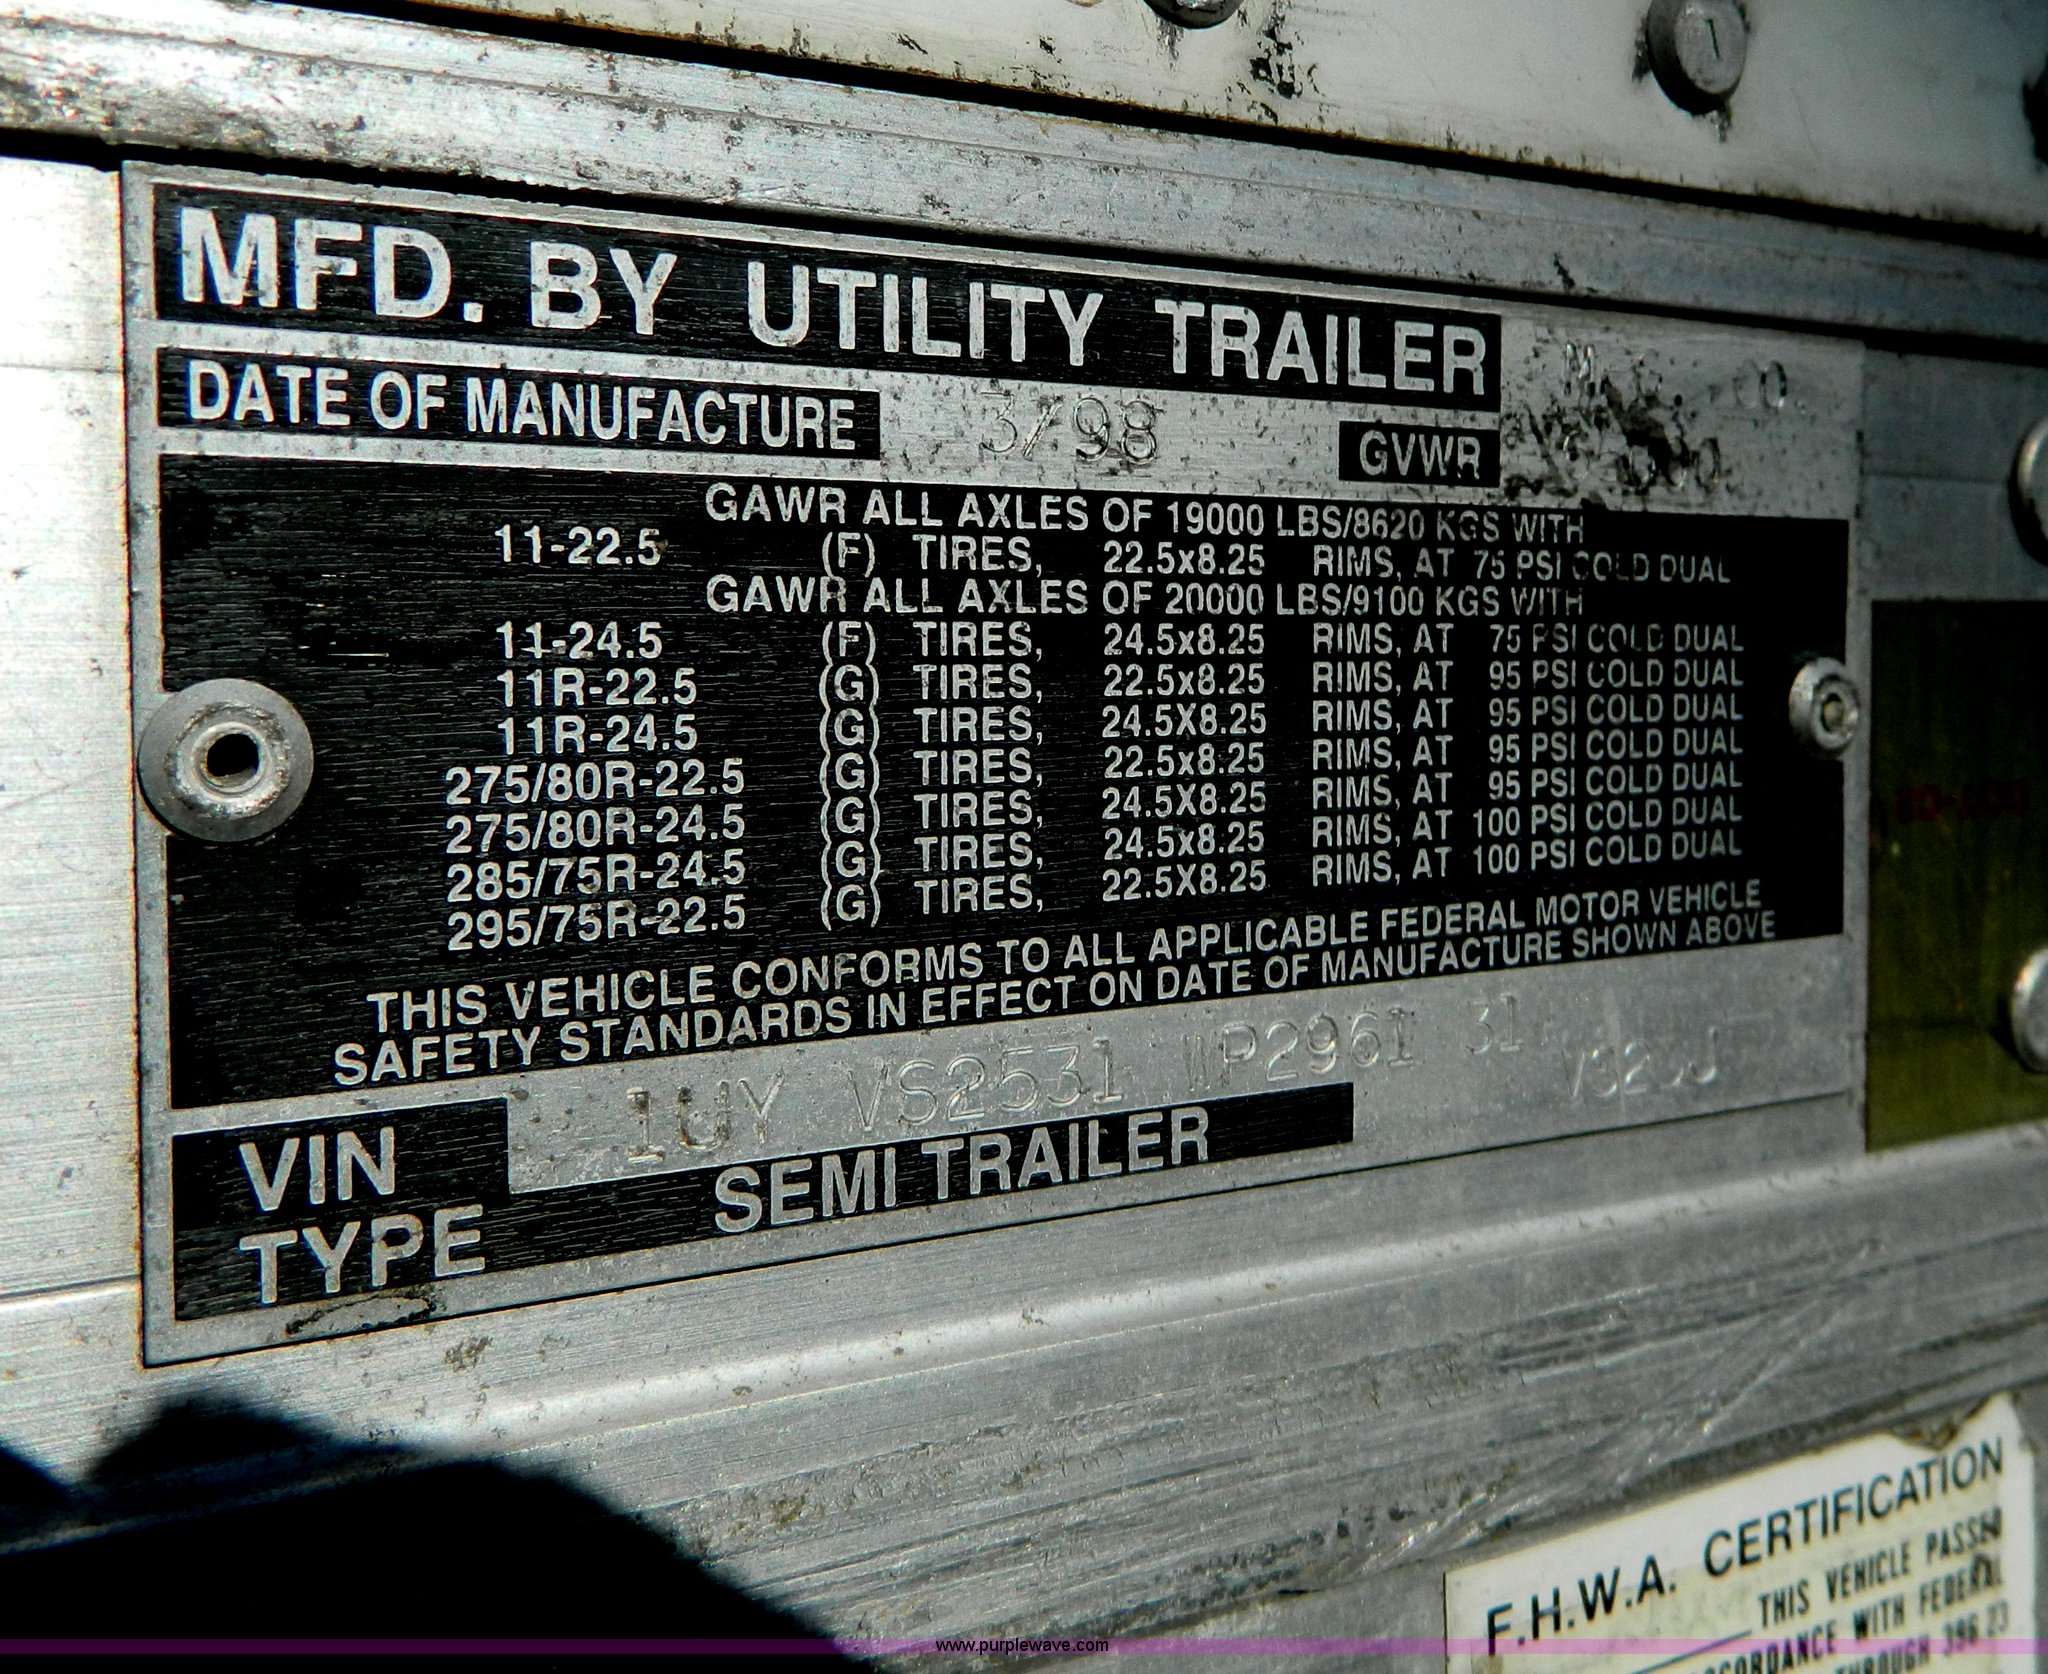 MFD. BY UTILITY TRAILER
DATE OF MANUFACTURE 3/98 GVWR
GAWR ALL AXLES OF 19000 LBS/8620 KGS WITH
11-22.5 (F) TIRES, 22.5x8.25 RIMS, AT 75 PSI COLD DUAL
GAWR ALL AXLES OF 20000 LBS/9100 KGS WITH
11-24.5 (F) TIRES, 24.5x8.25 RIMS, AT 75 PSI COLD DUAL
11R-22.5 (G) TIRES, 22.5x8.25 RIMS, AT 95 PSI COLD DUAL
11R-24.5 (G) TIRES, 24.5X8.25 RIMS, AT 95 PSI COLD DUAL
275/80R-22.5 (G) TIRES, 22.5x8.25 RIMS, AT 95 PSI COLD DUAL
275/80R-24.5 (G) TIRES, 24.5X8.25 RIMS, AT 95 PSI COLD DUAL
285/75R-24.5 (G) TIRES, 24.5x8.25 RIMS, AT 100 PSI COLD DUAL
295/75R-22.5 (G) TIRES, 22.5X8.25 RIMS, AT 100 PSI COLD DUAL
THIS VEHICLE CONFORMS TO ALL APPLICABLE FEDERAL MOTOR VEHICLE
SAFETY STANDARDS IN EFFECT ON DATE OF MANUFACTURE SHOWN ABOVE
VIN 1UY VS2531 WP2961 31
TYPE SEMI TRAILER
F.H.W.A. CERTIFICATION
THIS VEHICLE PASSED
WITH FEDERAL
396.23
www.purplewave.com